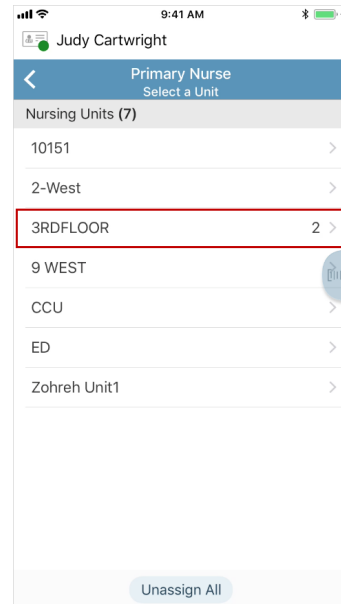 9:41 AM
Judy Cartwright
Primary Nurse
Select a Unit
Nursing Units (7)
10151
2-West
3RDFLOOR 2
9 WEST
CCU
ED
Zohreh Unit1
Unassign All